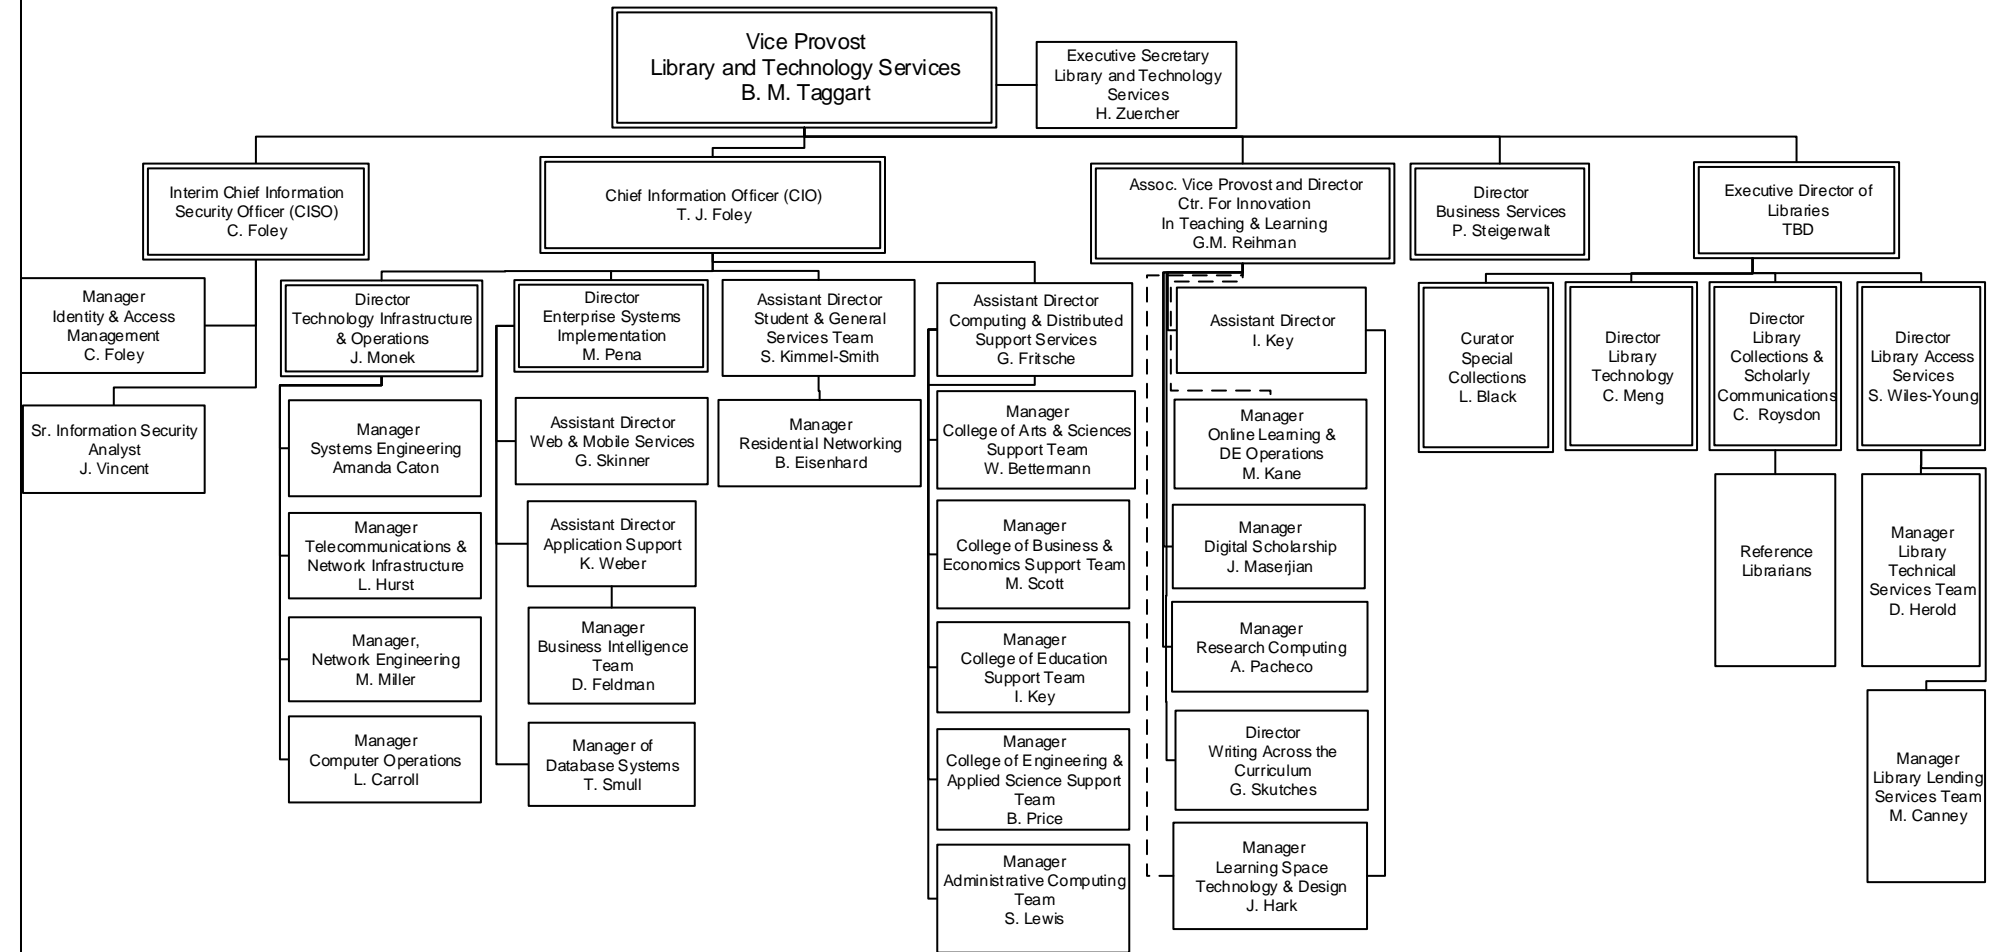 Vice Provost
Library and Technology Services
B. M. Taggart
Executive Secretary
Library and Technology
Services
H. Zuercher
Interim Chief Information
Security Officer (CISO)
C. Foley
Chief Information Officer (CIO)
T. J. Foley
Assoc. Vice Provost and Director
Ctr. For Innovation
In Teaching & Learning
G.M. Reihman
Director
Business Services
P. Steigerwalt
Executive Director of
Libraries
TBD
Manager
Identity & Access
Management
C. Foley
Sr. Information Security
Analyst
J. Vincent
Director
Technology Infrastructure
& Operations
J. Monek
Manager
Systems Engineering
Amanda Caton
Manager
Telecommunications &
Network Infrastructure
L. Hurst
Manager,
Network Engineering
M. Miller
Manager
Computer Operations
L. Carroll
Director
Enterprise Systems
Implementation
M. Pena
Assistant Director
Web & Mobile Services
G. Skinner
Assistant Director
Application Support
K. Weber
Manager
Business Intelligence
Team
D. Feldman
Manager of
Database Systems
T. Smull
Assistant Director
Student & General
Services Team
S. Kimmel-Smith
Manager
Residential Networking
B. Eisenhard
Assistant Director
Computing & Distributed
Support Services
G. Fritsche
Manager
College of Arts & Sciences
Support Team
W. Bettermann
Manager
College of Business &
Economics Support Team
M. Scott
Manager
College of Education
Support Team
I. Key
Manager
College of Engineering &
Applied Science Support
Team
B. Price
Manager
Administrative Computing
Team
S. Lewis
Assistant Director
I. Key
Manager
Online Learning &
DE Operations
M. Kane
Manager
Digital Scholarship
J. Maserjian
Manager
Research Computing
A. Pacheco
Director
Writing Across the
Curriculum
G. Skutches
Manager
Learning Space
Technology & Design
J. Hark
Curator
Special
Collections
L. Black
Director
Library
Technology
C. Meng
Director
Library
Collections &
Scholarly
Communications
C. Roysdon
Reference
Librarians
Director
Library Access
Services
S. Wiles-Young
Manager
Library
Technical
Services Team
D. Herold
Manager
Library Lending
Services Team
M. Canney